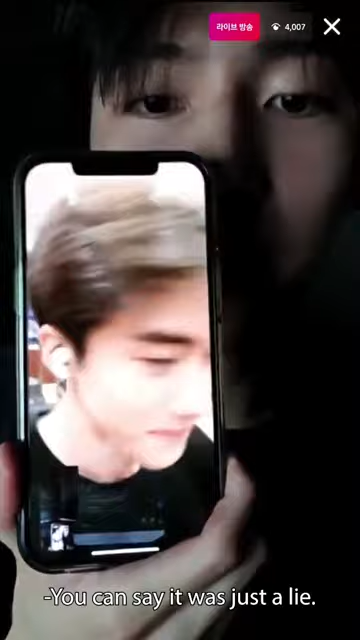 라이브 방송 4,007
-You can say it was just a lie.